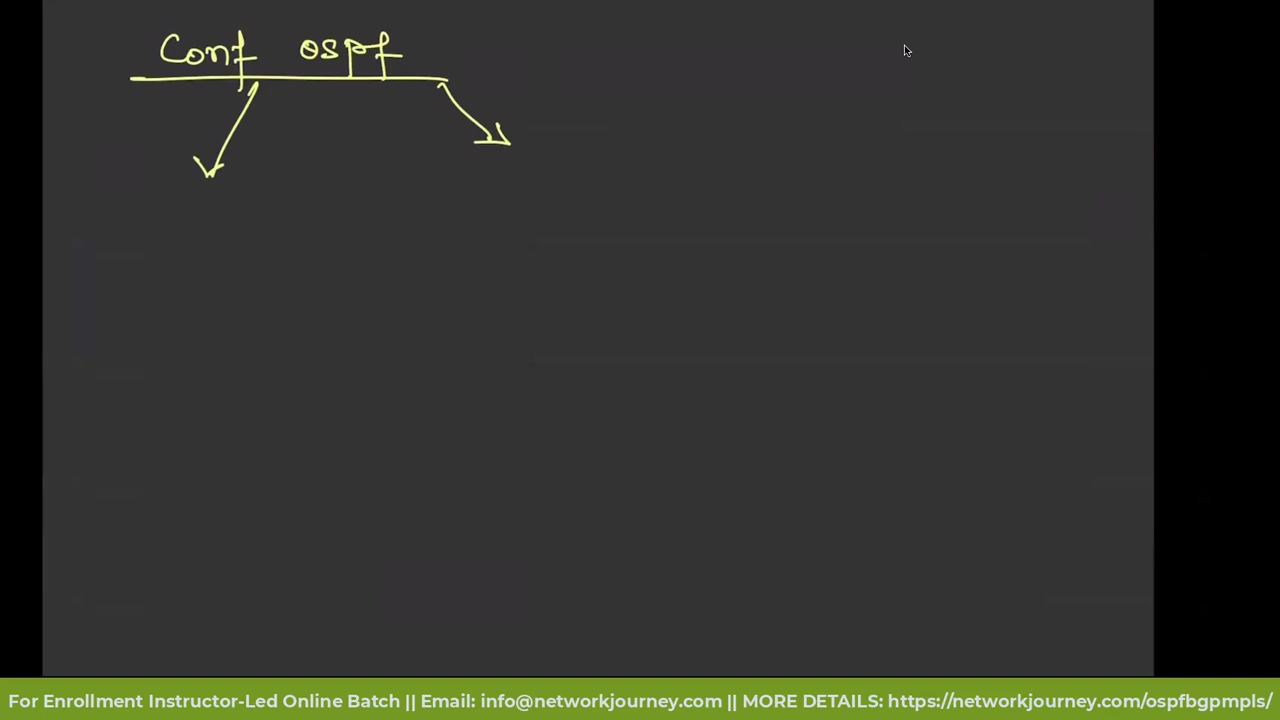 Conf ospf
For Enrollment Instructor-Led Online Batch || Email: info@networkjourney.com || MORE DETAILS: https://networkjourney.com/ospfbgpmpls/